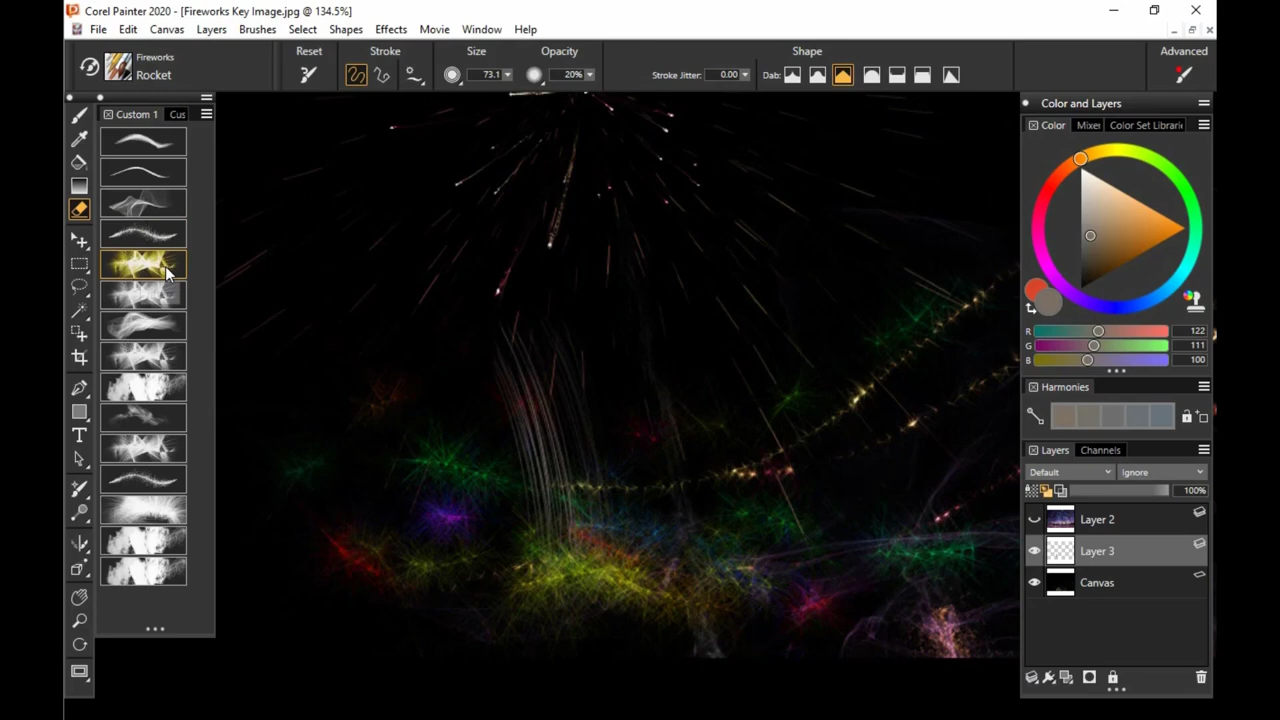 Corel Painter 2020 - [Fireworks Key Image.jpg @ 134.5%]
File Edit Canvas Layers Brushes Select Shapes Effects Movie Window Help
Fireworks
Rocket
Reset
Stroke
Size
73.1
Opacity
20%
Stroke Jitter: 0.00
Shape
Dab:
Advanced
Custom 1 Cus
Color and Layers
Color Mixer Color Set Librari
R 122
G 111
B 100
Harmonies
Layers Channels
Default Ignore
100%
Layer 2
Layer 3
Canvas
T